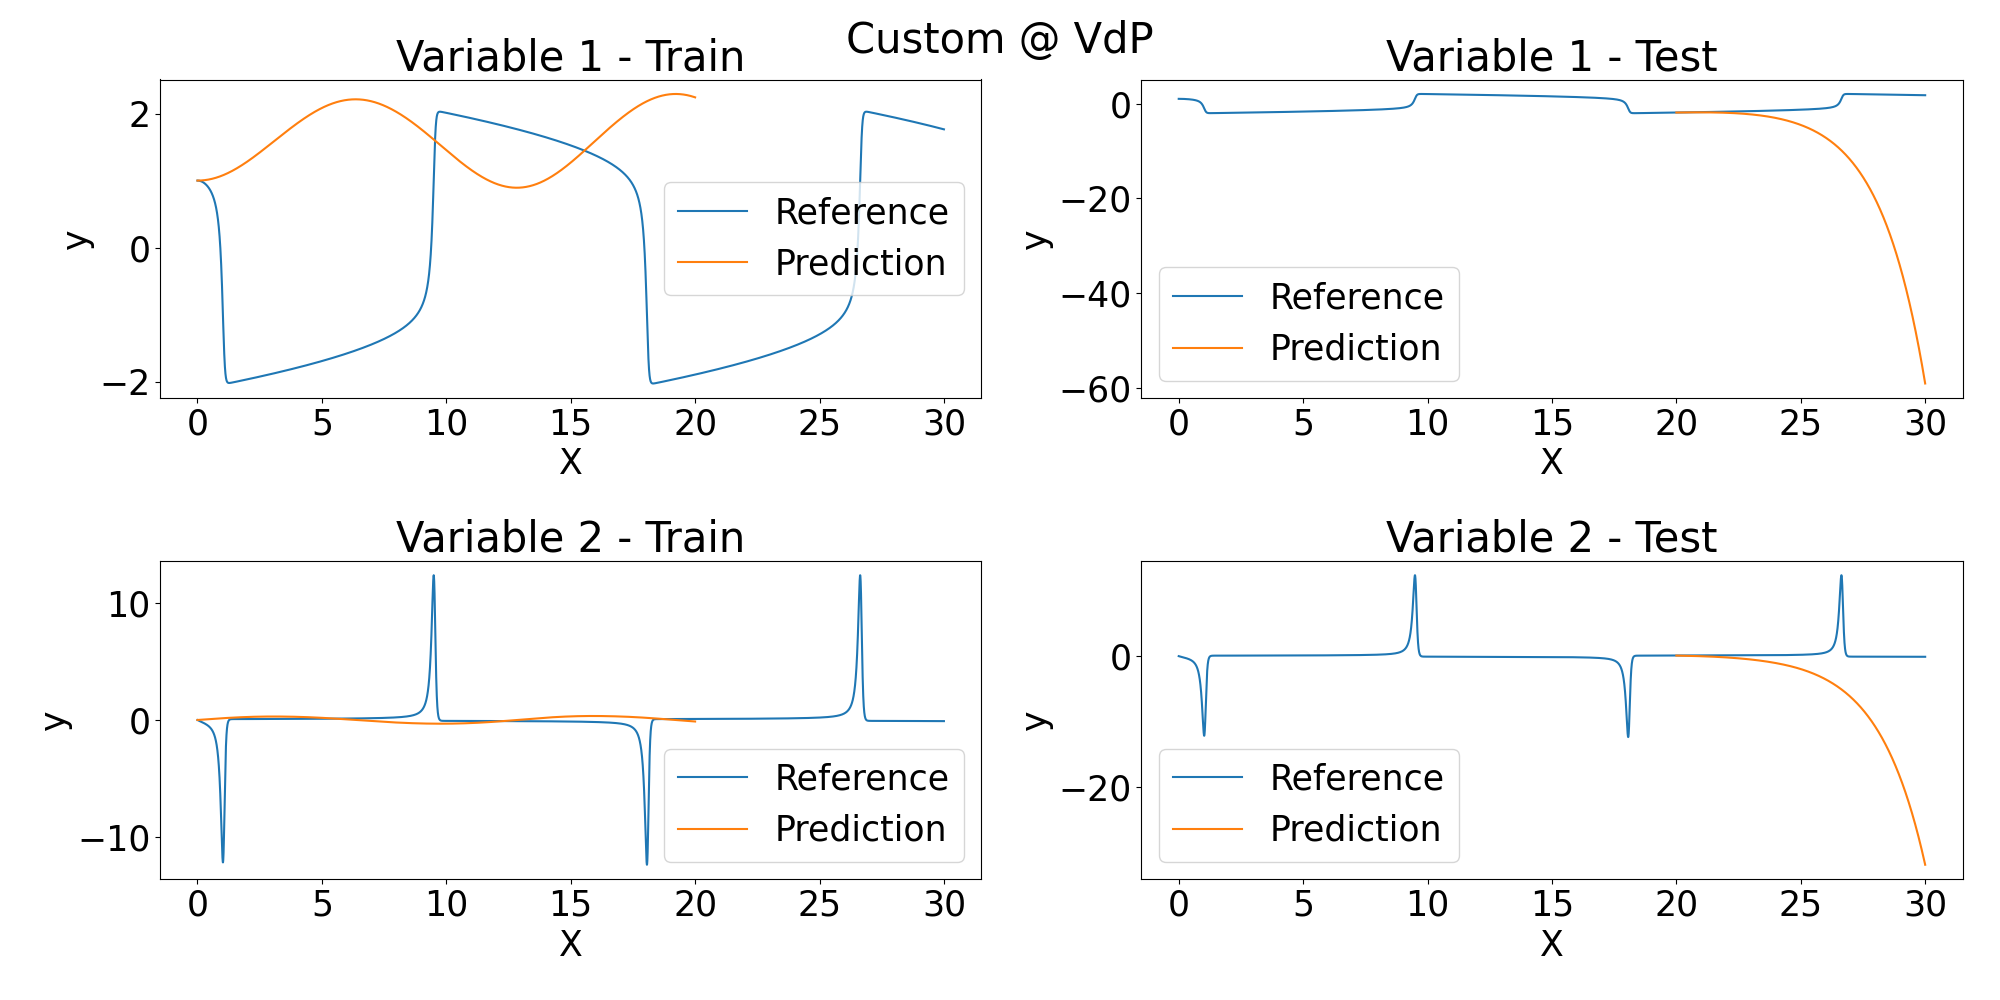 Custom @ VdP
Variable 1 - Train
2
0
−2
y
0 5 10 15 20 25 30
X
Reference
Prediction
Variable 1 - Test
0
−20
−40
−60
y
0 5 10 15 20 25 30
X
Reference
Prediction
Variable 2 - Train
10
0
−10
y
0 5 10 15 20 25 30
X
Reference
Prediction
Variable 2 - Test
0
−20
y
0 5 10 15 20 25 30
X
Reference
Prediction